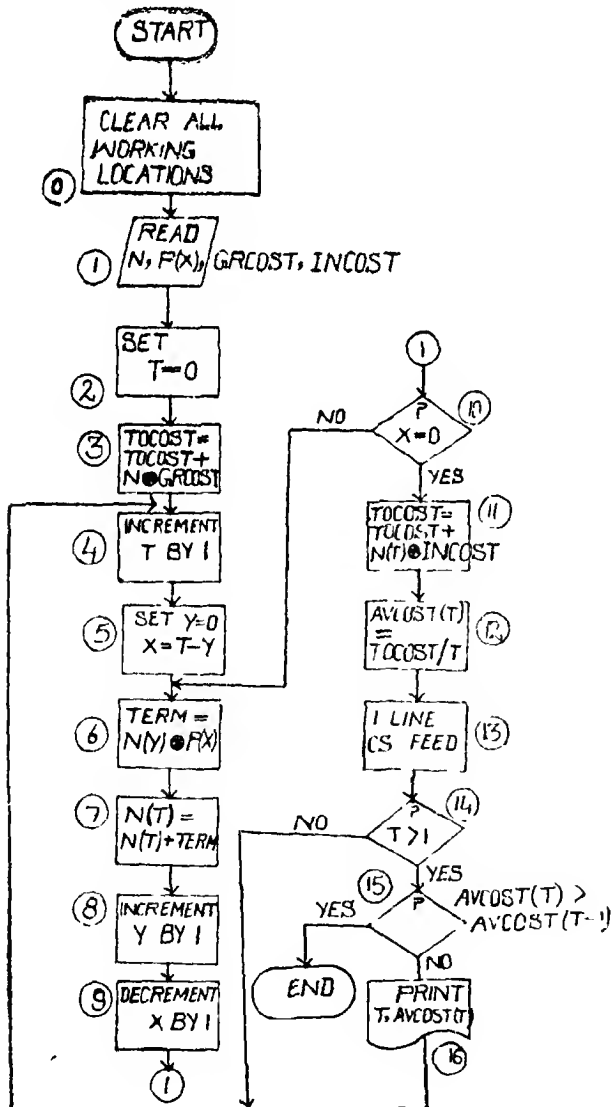 START
CLEAR ALL
WORKING
LOCATIONS
0
READ
N, P(X), GRCOST, INCOST
1
SET
T=0
2
3
TOCOST=
TOCOST+
N⊗GRCOST
INCREMENT
T BY 1
4
SET Y=0
X=T-Y
5
TERM=
N(Y)⊗P(X)
6
7
N(T)=
N(T)+TERM
8
INCREMENT
Y BY 1
9
DECREMENT
X BY 1
1
1
?
X=0
10
NO
YES
TOCOST=
TOCOST+
N(T)⊗INCOST
11
AVCOST(T)
=
TOCOST/T
12
1 LINE
CS FEED
13
?
T>1
14
NO
YES
15
?
AVCOST(T)>
AVCOST(T-1)
YES
NO
END
PRINT
T, AVCOST(T)
16